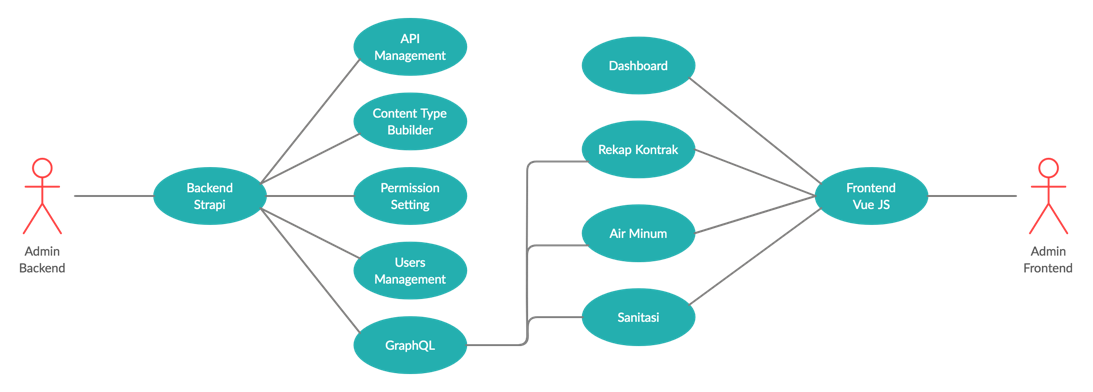 API
Management
Content Type
Bubilder
Permission
Setting
Users
Management
GraphQL
Backend
Strapi
Admin
Backend
Dashboard
Rekap Kontrak
Air Minum
Sanitasi
Frontend
Vue JS
Admin
Frontend